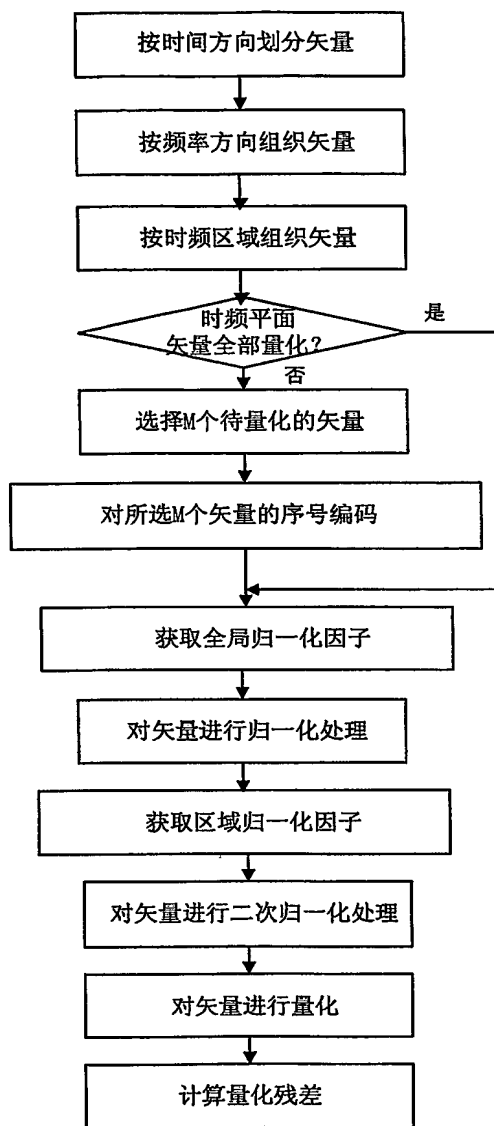 按时间方向划分矢量
按频率方向组织矢量
按时频区域组织矢量
时频平面
矢量全部量化？
是
否
选择M个待量化的矢量
对所选M个矢量的序号编码
获取全局归一化因子
对矢量进行归一化处理
获取区域归一化因子
对矢量进行二次归一化处理
对矢量进行量化
计算量化残差